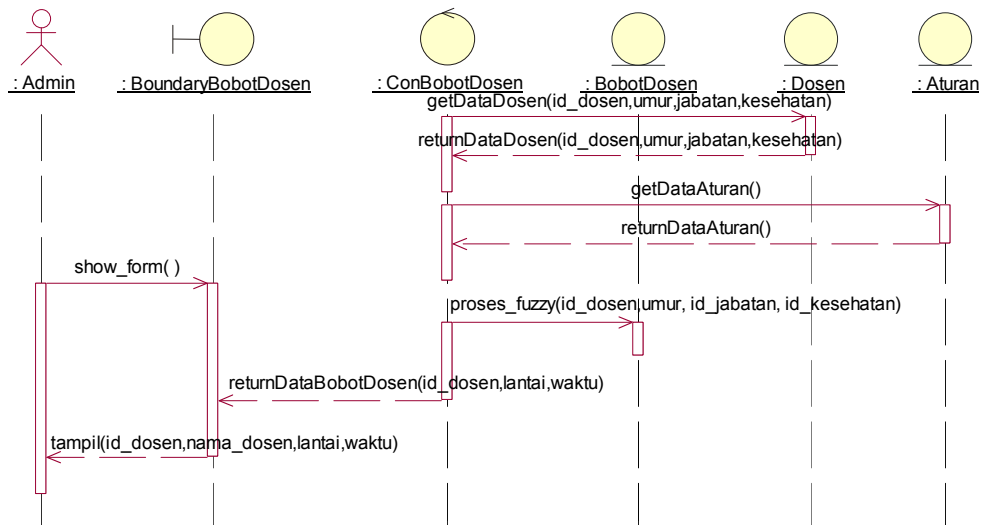 : Admin
: BoundaryBobotDosen
: ConBobotDosen
: BobotDosen
: Dosen
: Aturan
getDataDosen(id_dosen,umur,jabatan,kesehatan)
returnDataDosen(id_dosen,umur,jabatan,kesehatan)
getDataAturan()
returnDataAturan()
show_form( )
proses_fuzzy(id_dosen,umur, id_jabatan, id_kesehatan)
returnDataBobotDosen(id_dosen,lantai,waktu)
tampil(id_dosen,nama_dosen,lantai,waktu)